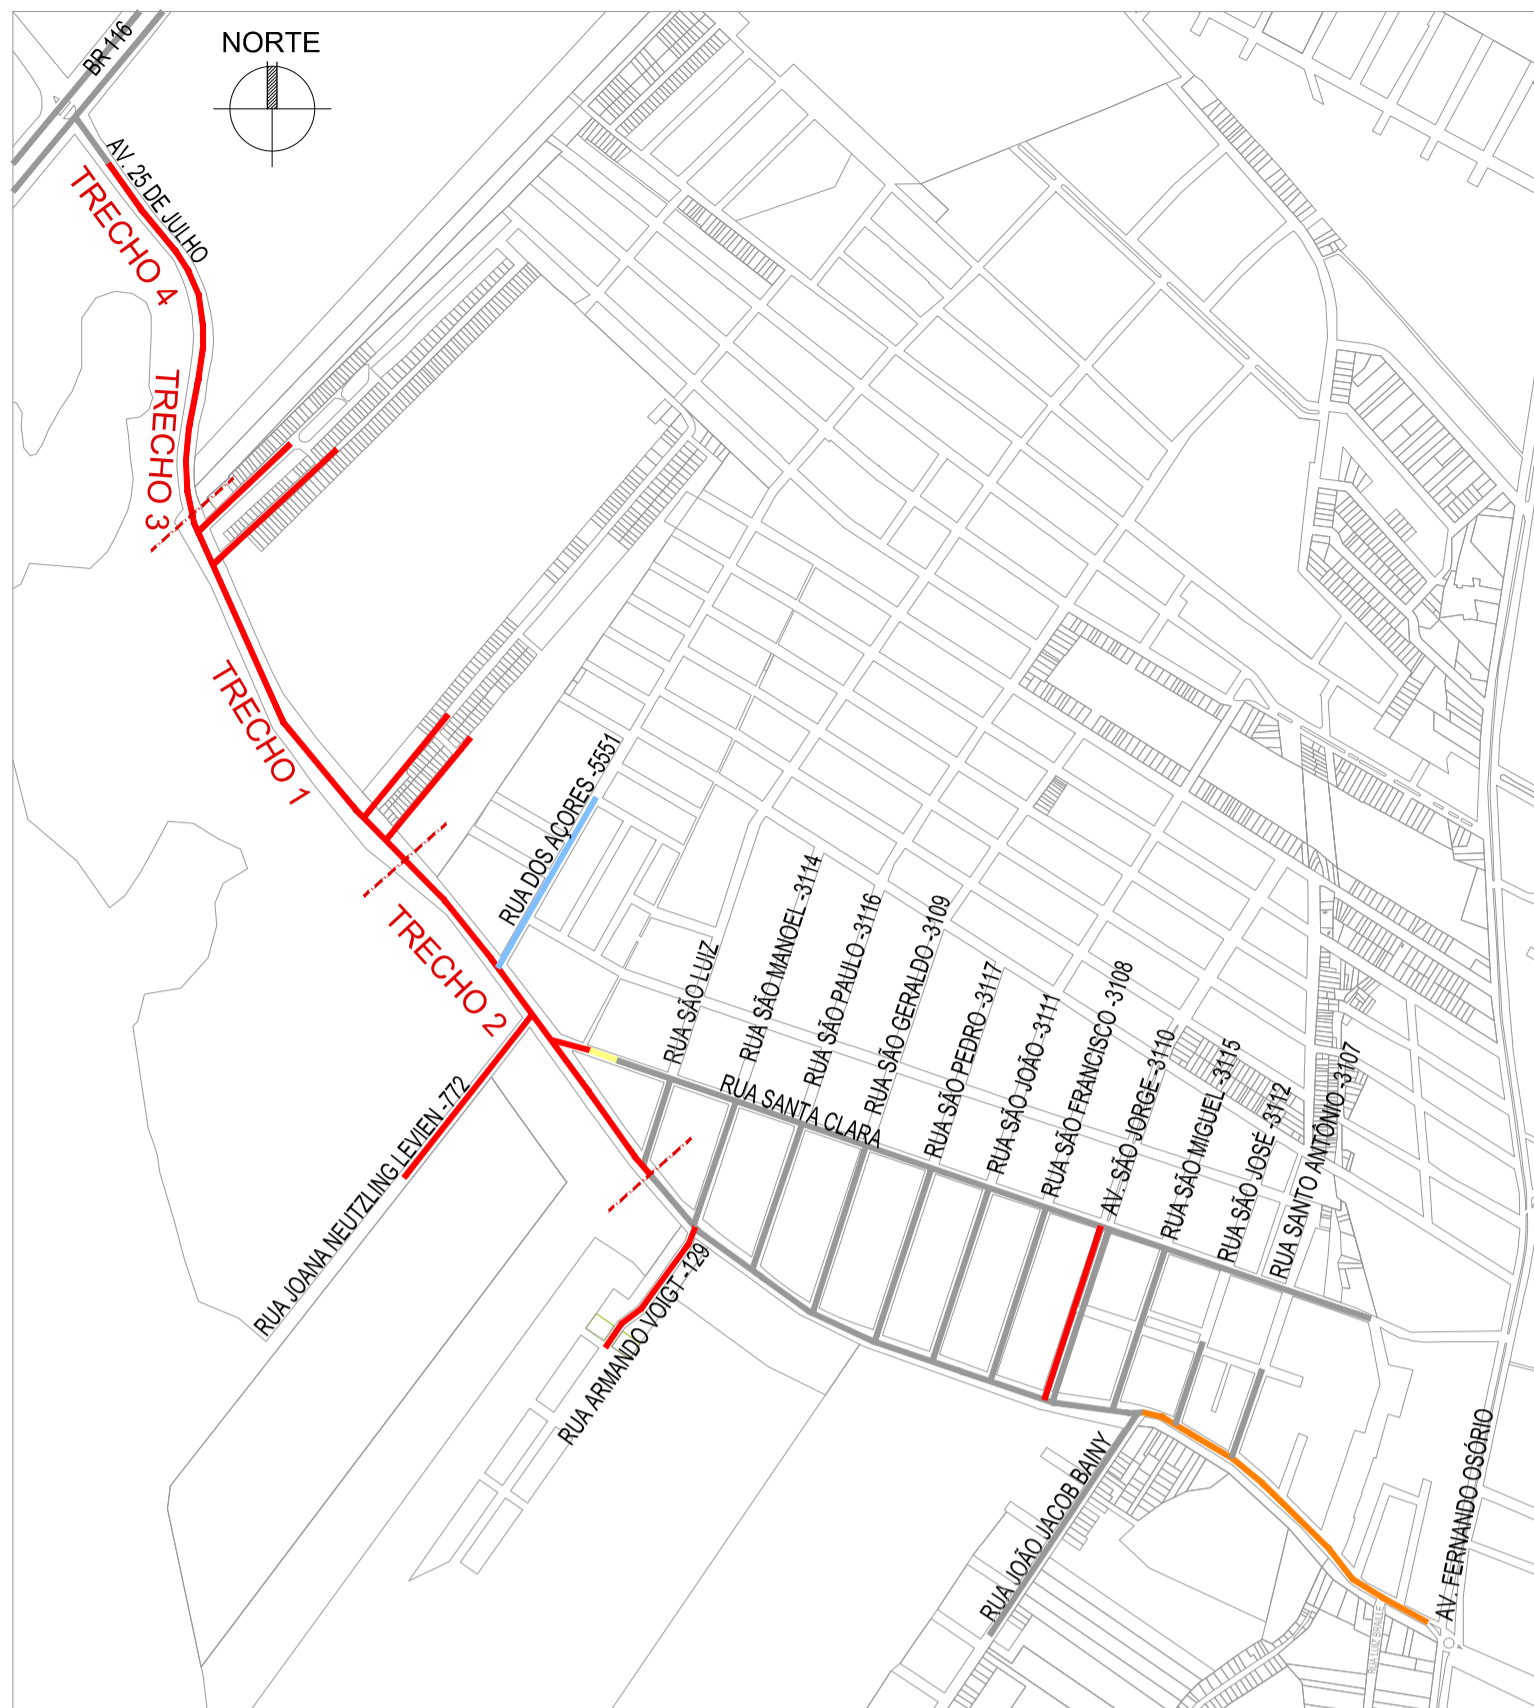 BR 116
NORTE
AV. 25 DE JULHO
TRECHO 4
TRECHO 3
TRECHO 1
TRECHO 2
RUA DOS AÇORES -5551
RUA SÃO LUIZ
RUA SÃO MANOEL -3114
RUA SÃO PAULO -3116
RUA SÃO GERALDO -3109
RUA SÃO PEDRO -3117
RUA SÃO JOÃO -3111
RUA SÃO FRANCISCO -3108
AV. SÃO JORGE -3110
RUA SÃO MIGUEL -3115
RUA SÃO JOSÉ -3112
RUA SANTO ANTÔNIO -3107
RUA SANTA CLARA
RUA JOANA NEUTZLING LEVIEN -772
RUA ARMANDO VOIGT -129
RUA JOÃO JACOB BAINY
AV. FERNANDO OSÓRIO
RUA LUIZ BRAILLE